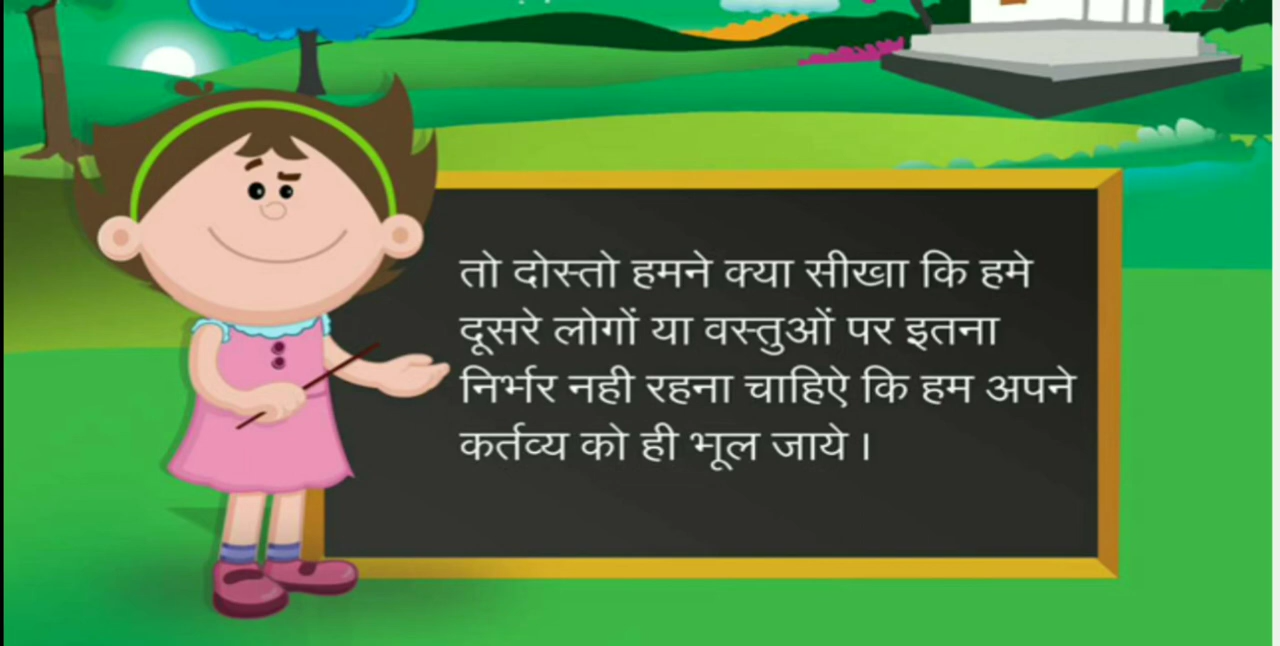 तो दोस्तो हमने क्या सीखा कि हमे
दूसरे लोगों या वस्तुओं पर इतना
निर्भर नही रहना चाहिऐ कि हम अपने
कर्तव्य को ही भूल जाये ।